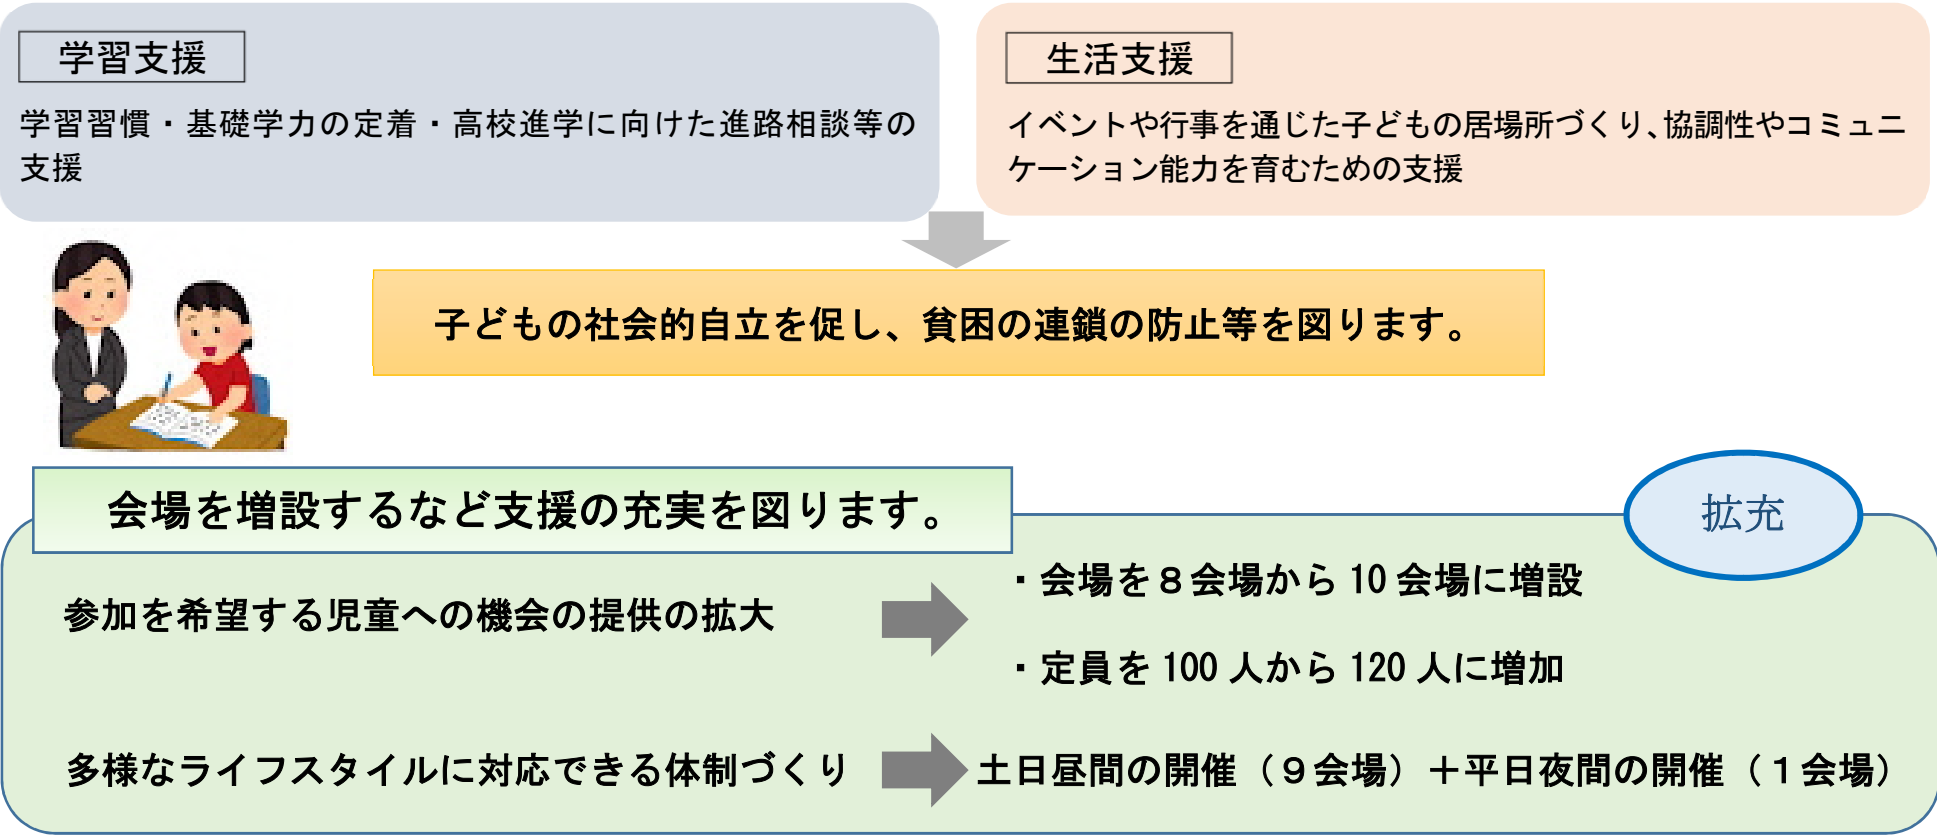 学習支援
学習習慣・基礎学力の定着・高校進学に向けた進路相談等の
支援
生活支援
イベントや行事を通じた子どもの居場所づくり、協調性やコミュニ
ケーション能力を育むための支援
子どもの社会的自立を促し、貧困の連鎖の防止等を図ります。
会場を増設するなど支援の充実を図ります。
拡充
参加を希望する児童への機会の提供の拡大
・会場を８会場から 10 会場に増設
・定員を 100 人から 120 人に増加
多様なライフスタイルに対応できる体制づくり
土日昼間の開催（９会場）＋平日夜間の開催（１会場）